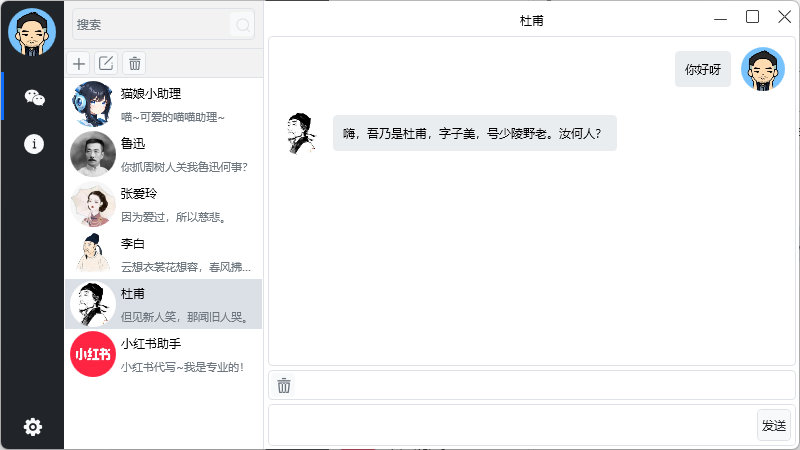 搜索
猫娘小助理
喵~可爱的喵喵助理~
鲁迅
你抓周树人关我鲁迅何事?
张爱玲
因为爱过，所以慈悲。
李白
云想衣裳花想容，春风拂...
杜甫
但见新人笑，那闻旧人哭。
小红书
小红书助手
小红书代写~我是专业的!
杜甫
你好呀
嗨，吾乃是杜甫，字子美，号少陵野老。汝何人?
发送